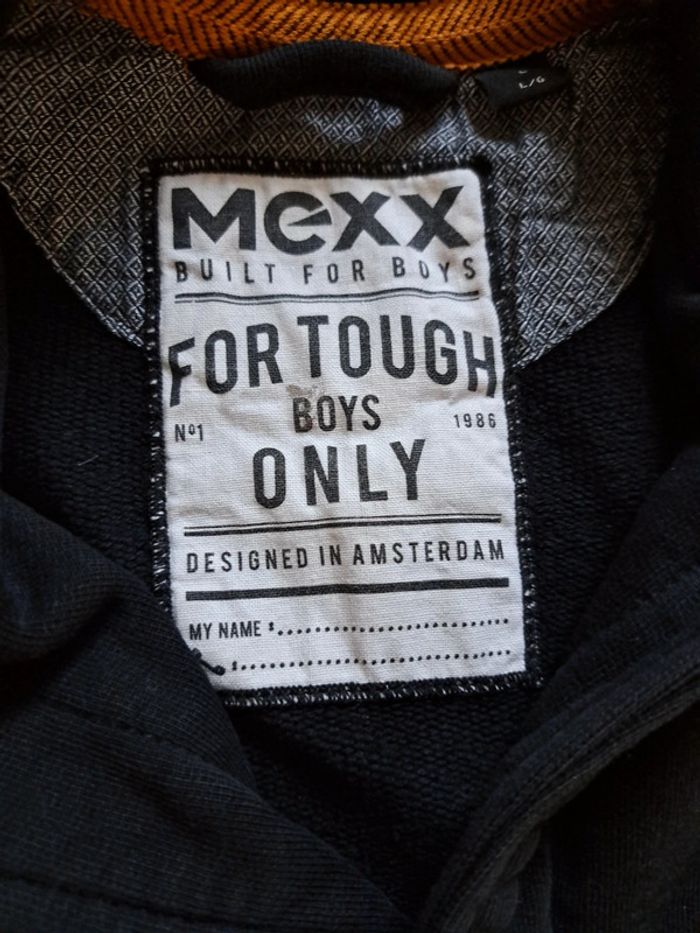 L/G
MEXX
BUILT FOR BOYS
FOR TOUGH
BOYS
Nº1
1986
ONLY
DESIGNED IN AMSTERDAM
MY NAME :
: